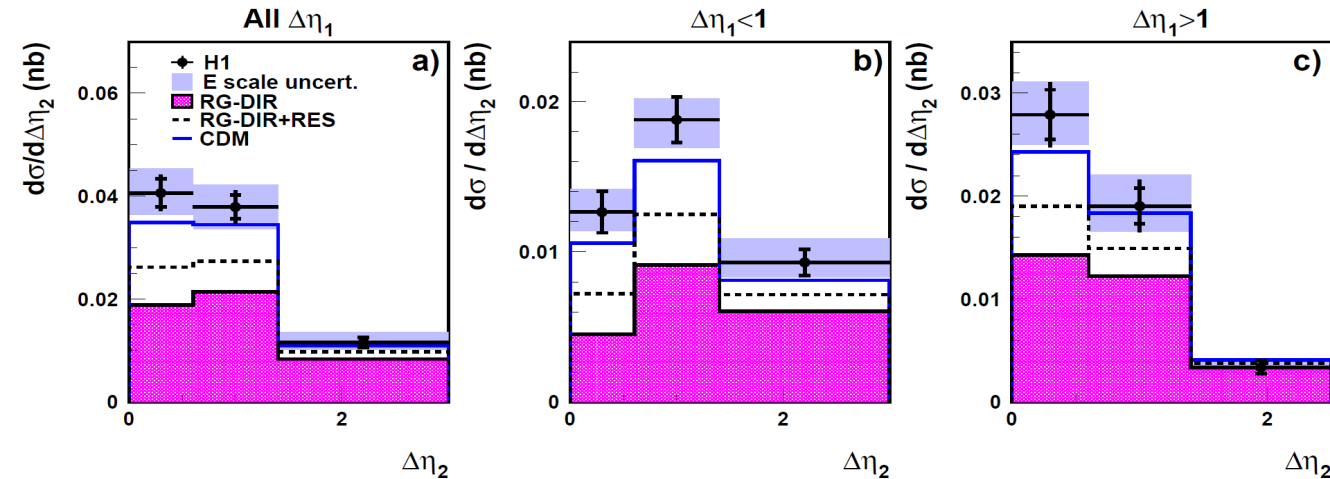 All Δη₁
a)
H1
E scale uncert.
RG-DIR
RG-DIR+RES
CDM
dσ/dΔη₂ (nb)
0.06
0.04
0.02
0
0
2
Δη₂
Δη₁<1
b)
dσ / dΔη₂ (nb)
0.02
0.01
0
0
2
Δη₂
Δη₁>1
c)
dσ / dΔη₂ (nb)
0.03
0.02
0.01
0
0
2
Δη₂